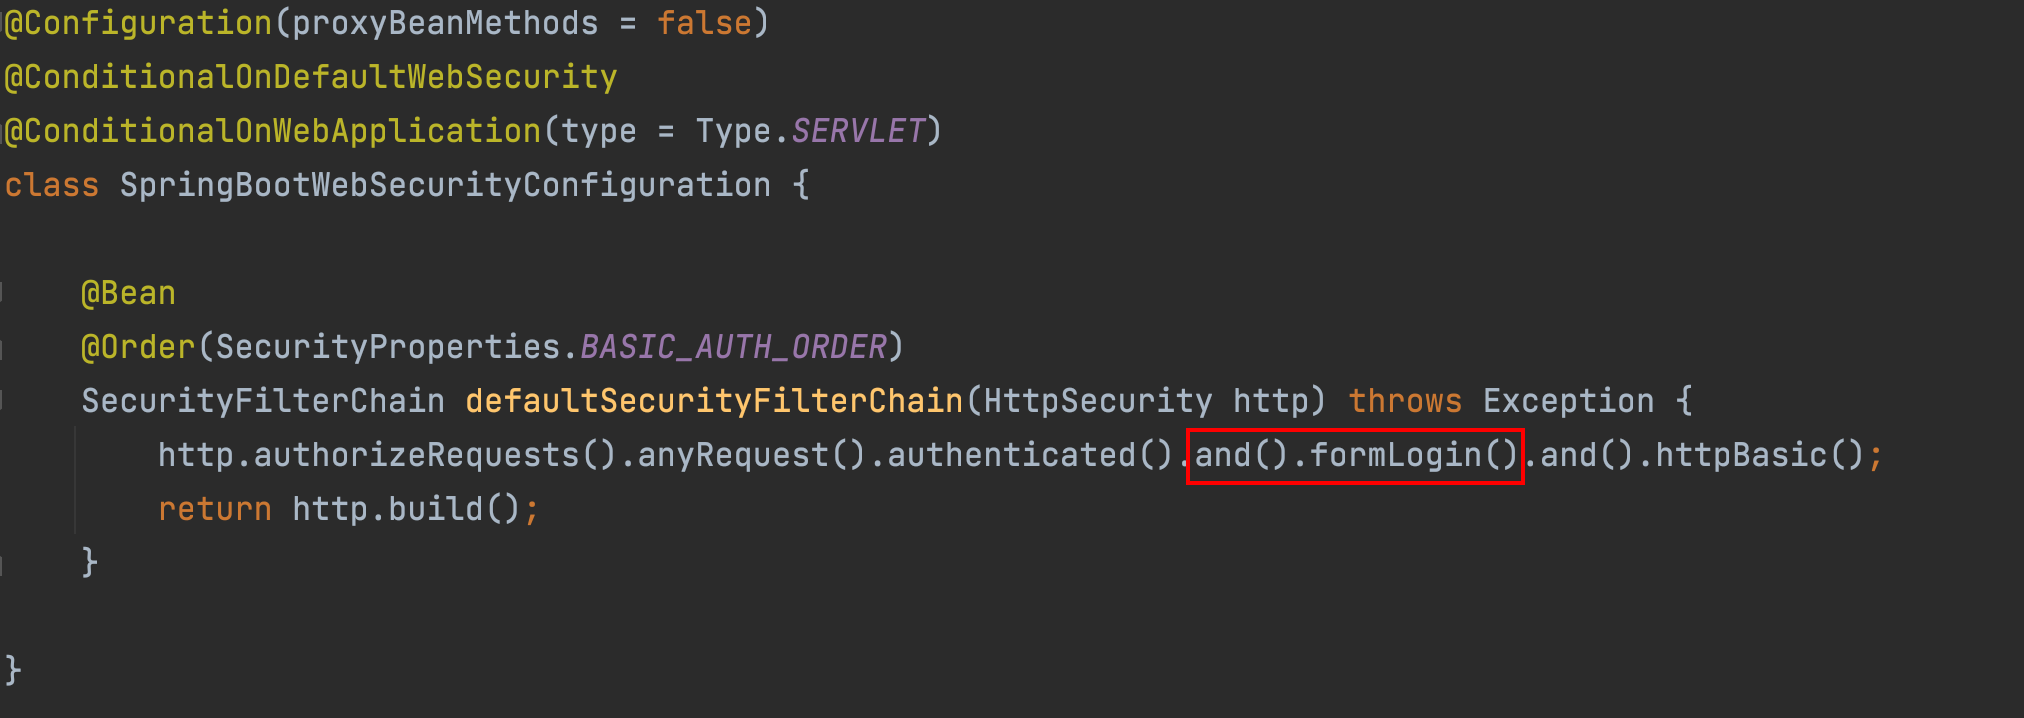 @Configuration(proxyBeanMethods = false)
@ConditionalOnDefaultWebSecurity
@ConditionalOnWebApplication(type = Type.SERVLET)
class SpringBootWebSecurityConfiguration {
@Bean
@Order(SecurityProperties.BASIC_AUTH_ORDER)
SecurityFilterChain defaultSecurityFilterChain(HttpSecurity http) throws Exception {
http.authorizeRequests().anyRequest().authenticated().and().formLogin().and().httpBasic();
return http.build();
}
}